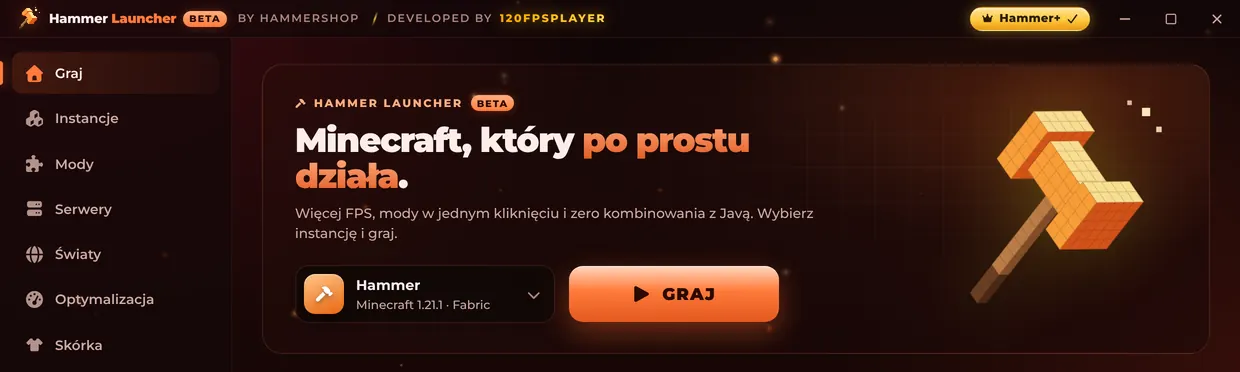 Hammer Launcher BETA BY HAMMERSHOP / DEVELOPED BY 120FPSPLAYER
Hammer+
Graj
Instancje
Mody
Serwery
Światy
Optymalizacja
Skórka
HAMMER LAUNCHER BETA
Minecraft, który po prostu
działa.
Więcej FPS, mody w jednym kliknięciu i zero kombinowania z Javą. Wybierz
instancję i graj.
Hammer
Minecraft 1.21.1 · Fabric
GRAJ